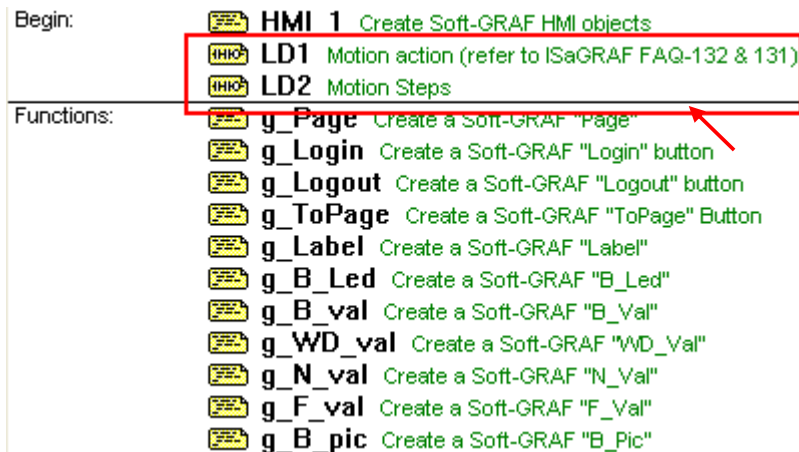 Begin: HMI_1 Create Soft-GRAF HMI objects
LD1 Motion action (refer to ISaGRAF FAQ-132 & 131)
LD2 Motion Steps
Functions: g_Page Create a Soft-GRAF "Page"
g_Login Create a Soft-GRAF "Login" button
g_Logout Create a Soft-GRAF "Logout" button
g_ToPage Create a Soft-GRAF "ToPage" Button
g_Label Create a Soft-GRAF "Label"
g_B_Led Create a Soft-GRAF "B_Led"
g_B_val Create a Soft-GRAF "B_Val"
g_WD_val Create a Soft-GRAF "WD_Val"
g_N_val Create a Soft-GRAF "N_Val"
g_F_val Create a Soft-GRAF "F_Val"
g_B_pic Create a Soft-GRAF "B_Pic"